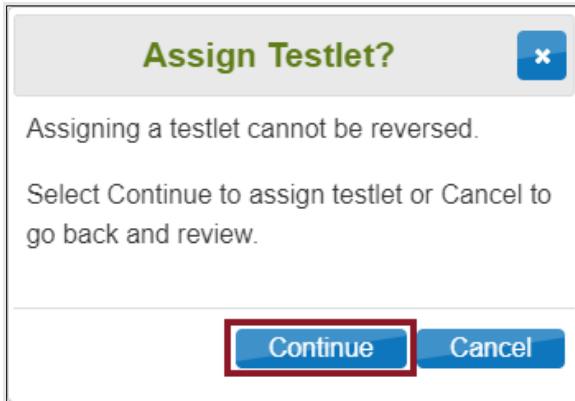 Assign Testlet?
×
Assigning a testlet cannot be reversed.
Select Continue to assign testlet or Cancel to
go back and review.
Continue Cancel